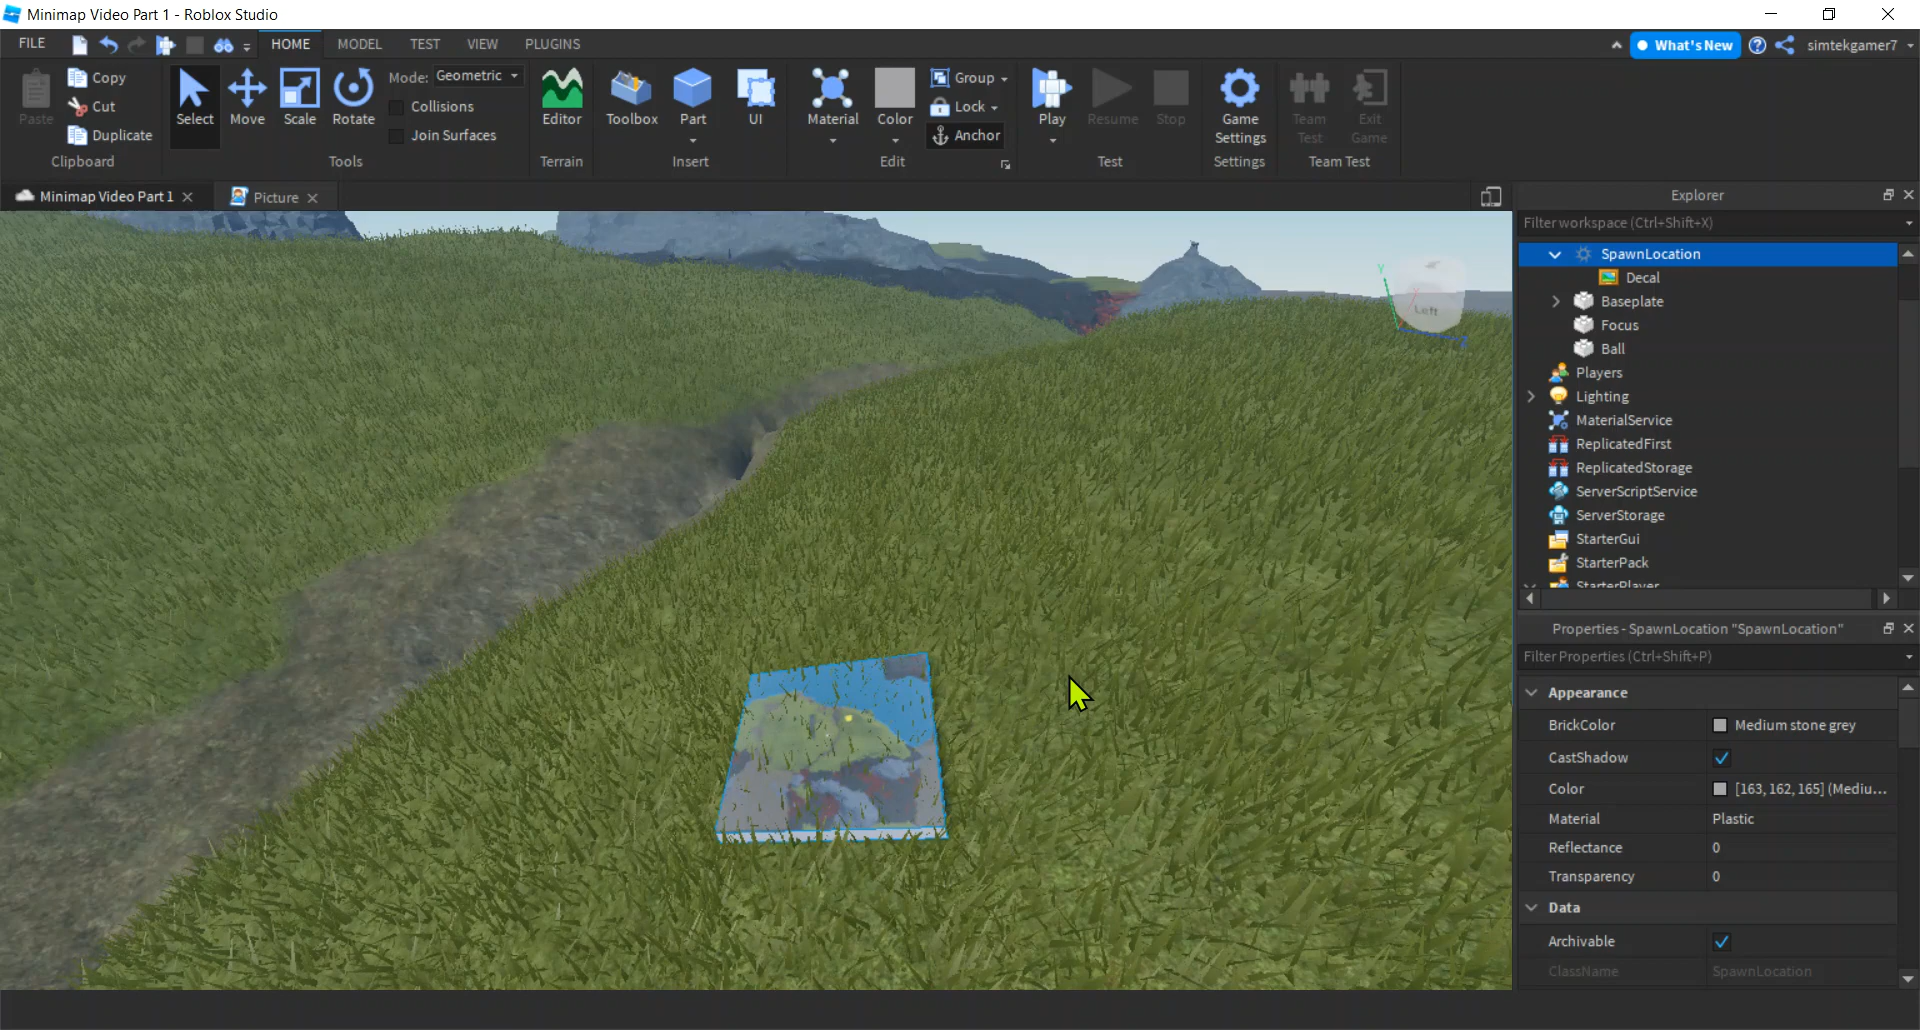 Minimap Video Part 1 - Roblox Studio
FILE
HOME
MODEL
TEST
VIEW
PLUGINS
What's New
simtekgamer7
Paste
Copy
Cut
Duplicate
Clipboard
Select
Move
Scale
Rotate
Mode: Geometric
Collisions
Join Surfaces
Tools
Editor
Terrain
Toolbox
Part
UI
Insert
Material
Color
Group
Lock
Anchor
Edit
Play
Resume
Stop
Test
Game
Settings
Settings
Team
Test
Exit
Game
Team Test
Minimap Video Part 1
Picture
Explorer
Filter workspace (Ctrl+Shift+X)
SpawnLocation
Decal
Baseplate
Focus
Ball
Players
Lighting
MaterialService
ReplicatedFirst
ReplicatedStorage
ServerScriptService
ServerStorage
StarterGui
StarterPack
StarterPlayer
Y
Left
Z
Properties - SpawnLocation "SpawnLocation"
Filter Properties (Ctrl+Shift+P)
Appearance
BrickColor Medium stone grey
CastShadow
Color [163, 162, 165] (Mediu...
Material Plastic
Reflectance 0
Transparency 0
Data
Archivable
ClassName SpawnLocation